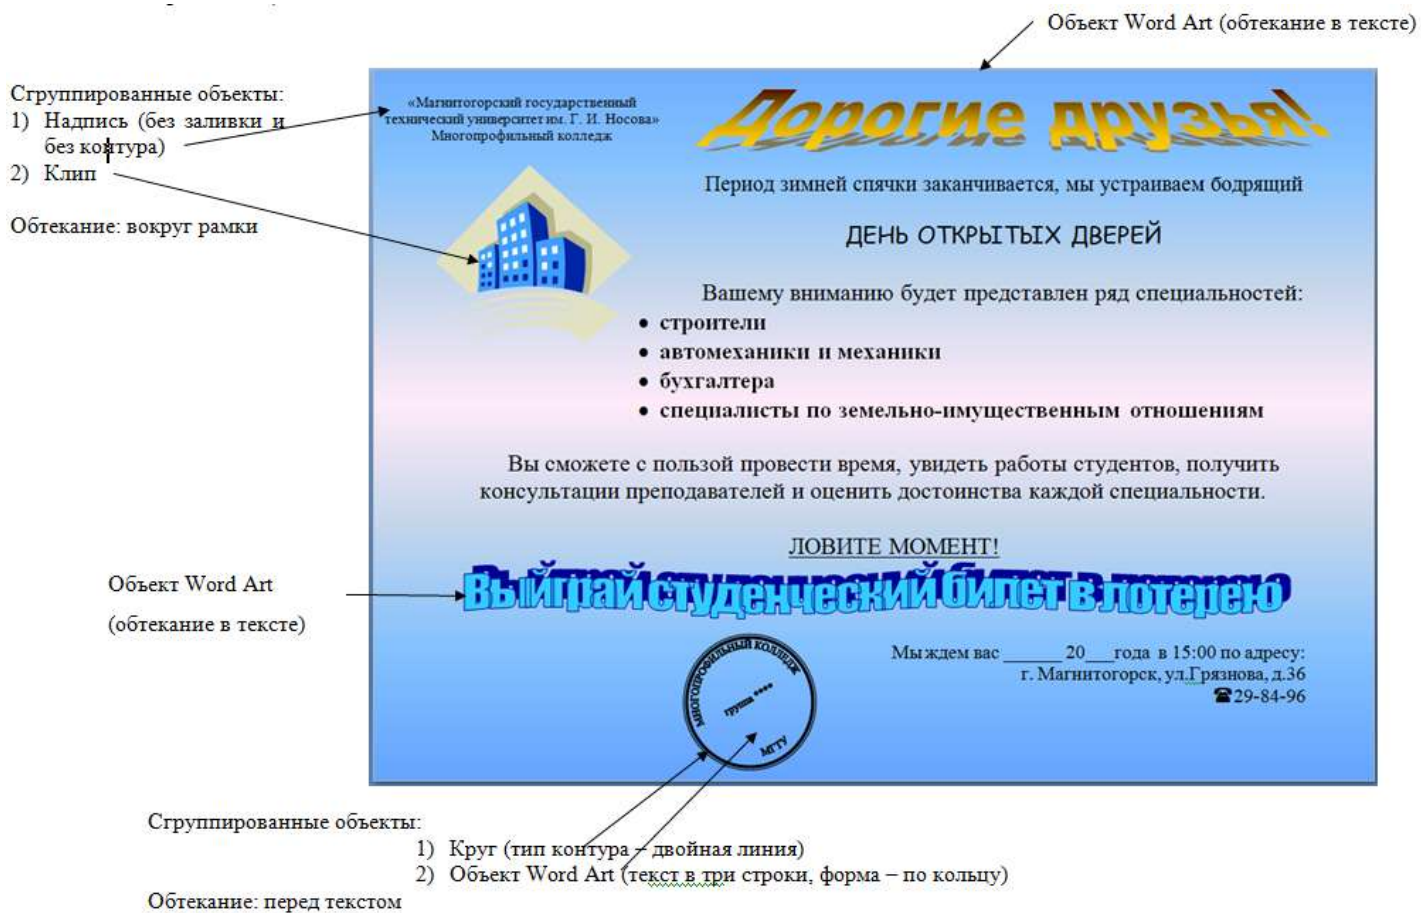 Объект Word Art (обтекание в тексте)
Сгруппированные объекты:
1) Надпись (без заливки и
без контура)
2) Клип
Обтекание: вокруг рамки
«Магнитогорский государственный
технический университет им. Г. И. Носова»
Многопрофильный колледж
Дорогие друзья!
Период зимней спячки заканчивается, мы устраиваем бодрящий
ДЕНЬ ОТКРЫТЫХ ДВЕРЕЙ
Вашему вниманию будет представлен ряд специальностей:
• строители
• автомеханики и механики
• бухгалтера
• специалисты по земельно-имущественным отношениям
Вы сможете с пользой провести время, увидеть работы студентов, получить
консультации преподавателей и оценить достоинства каждой специальности.
ЛОВИТЕ МОМЕНТ!
Выйграй студенческий билет в лотерею
Объект Word Art
(обтекание в тексте)
МНОГОПРОФИЛЬНЫЙ КОЛЛЕДЖ
группа ****
МГТУ
Мы ждем вас ______ 20___года в 15:00 по адресу:
г. Магнитогорск, ул.Грязнова, д.36
☎29-84-96
Сгруппированные объекты:
1) Круг (тип контура – двойная линия)
2) Объект Word Art (текст в три строки, форма – по кольцу)
Обтекание: перед текстом